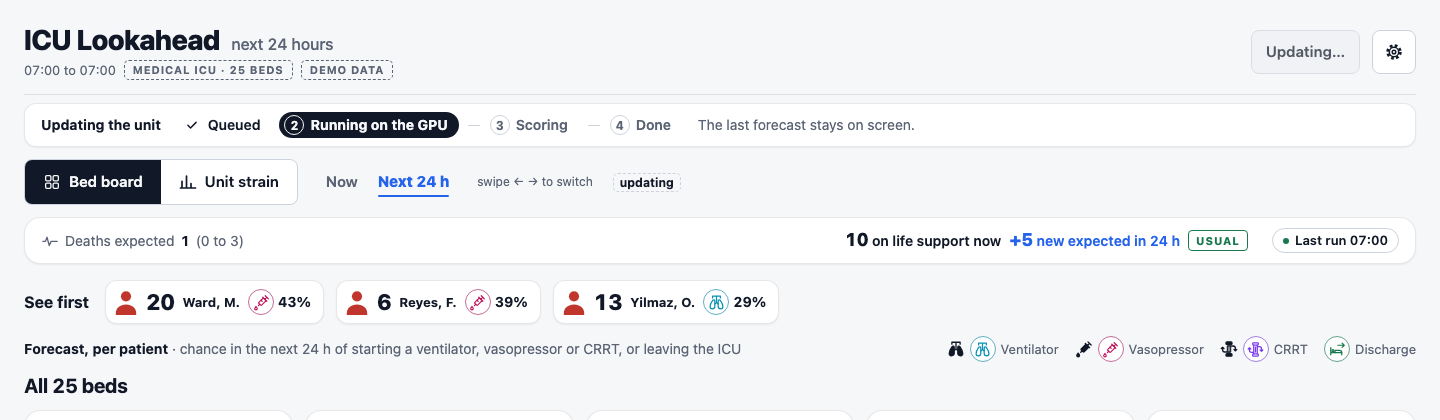 ICU Lookahead next 24 hours
07:00 to 07:00 MEDICAL ICU · 25 BEDS DEMO DATA
Updating...
Updating the unit Queued 2 Running on the GPU 3 Scoring 4 Done The last forecast stays on screen.
Bed board Unit strain Now Next 24 h swipe ← → to switch updating
Deaths expected 1 (0 to 3) 10 on life support now +5 new expected in 24 h USUAL Last run 07:00
See first 20 Ward, M. 43% 6 Reyes, F. 39% 13 Yilmaz, O. 29%
Forecast, per patient · chance in the next 24 h of starting a ventilator, vasopressor or CRRT, or leaving the ICU Ventilator Vasopressor CRRT Discharge
All 25 beds